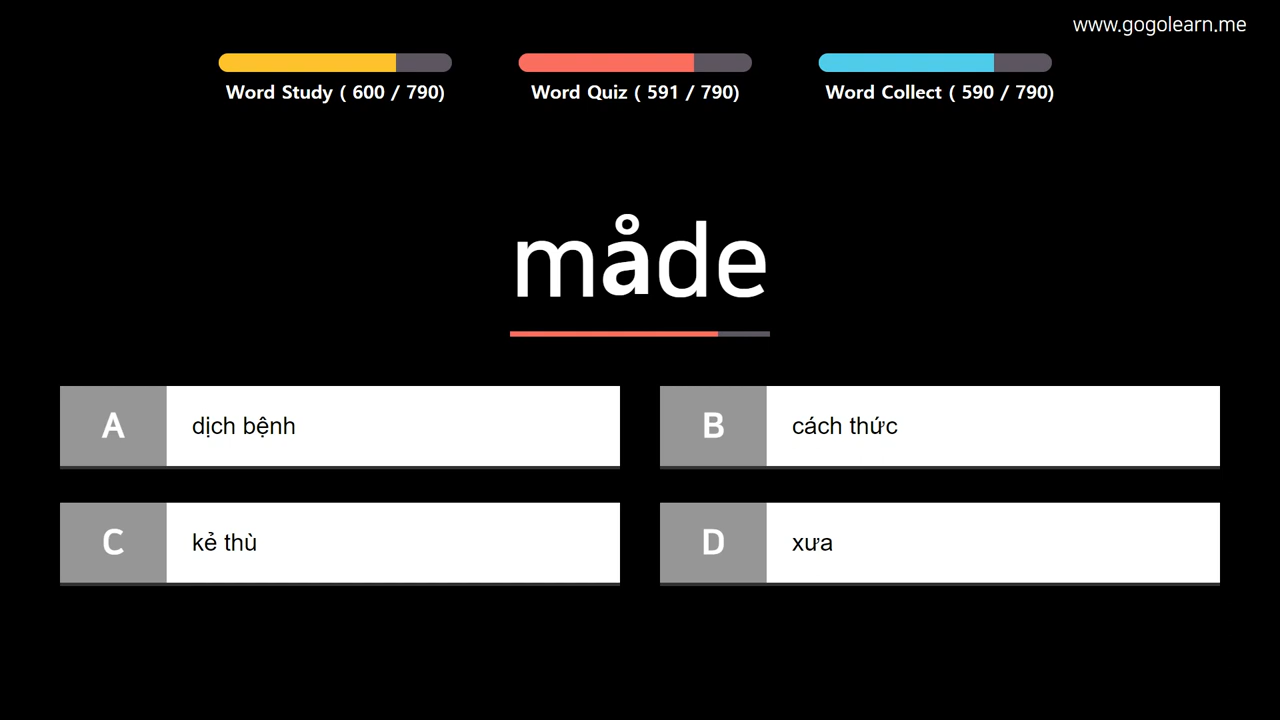 www.gogolearn.me
Word Study ( 600 / 790)
Word Quiz ( 591 / 790)
Word Collect ( 590 / 790)
måde
A
dịch bệnh
B
cách thức
C
kẻ thù
D
xưa